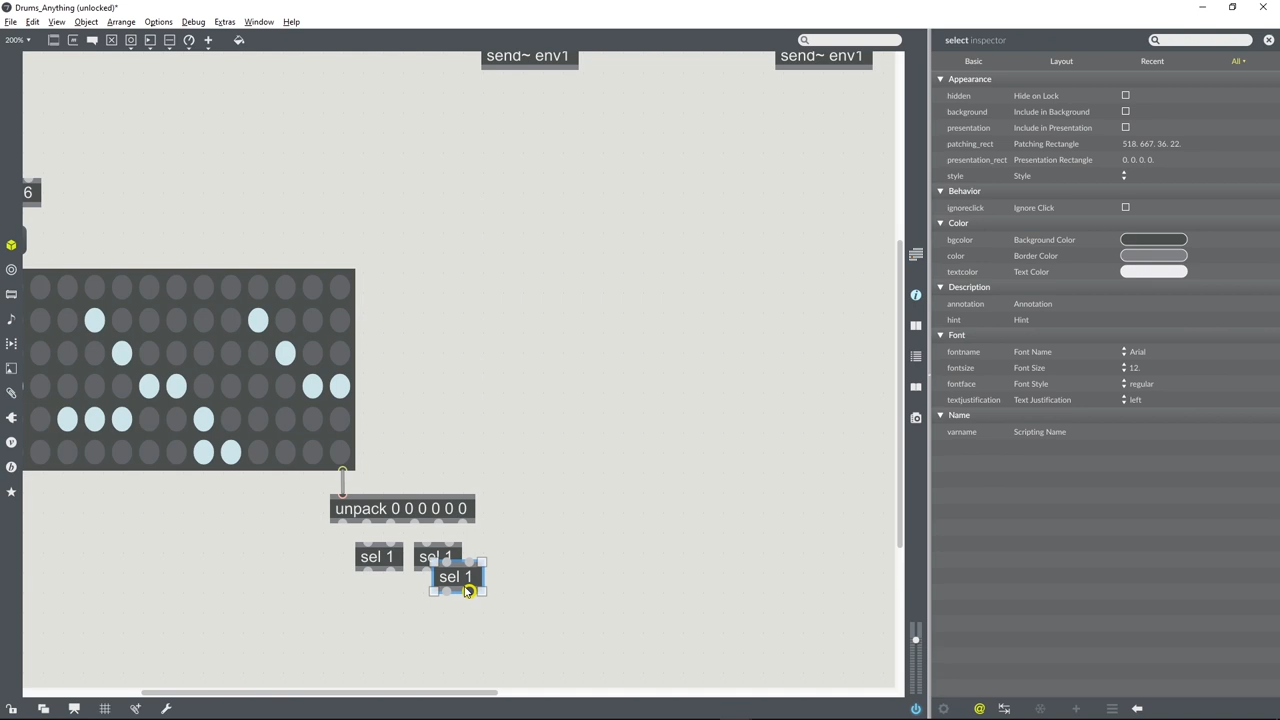 Drums_Anything (unlocked)*
File Edit View Object Arrange Options Debug Extras Window Help
200%
select inspector
Basic Layout Recent All
send~ env1 send~ env1
Appearance
hidden Hide on Lock
background Include in Background
presentation Include in Presentation
patching_rect Patching Rectangle 518. 667. 36. 22.
presentation_rect Presentation Rectangle 0. 0. 0. 0.
style Style
6
Behavior
ignoreclick Ignore Click
Color
bgcolor Background Color
color Border Color
textcolor Text Color
Description
annotation Annotation
hint Hint
Font
fontname Font Name Arial
fontsize Font Size 12.
fontface Font Style regular
textjustification Text Justification left
Name
varname Scripting Name
unpack 0 0 0 0 0 0
sel 1 sel 1
sel 1